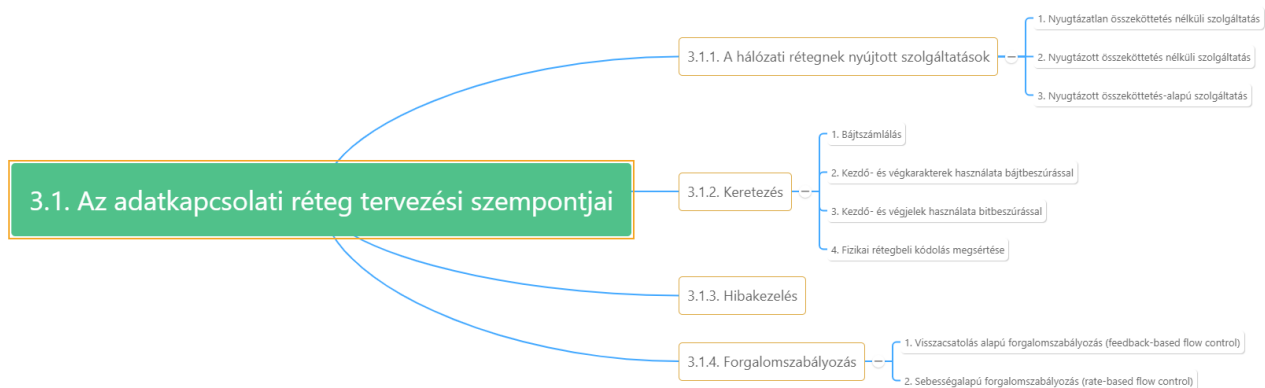 3.1. Az adatkapcsolati réteg tervezési szempontjai
3.1.1. A hálózati rétegnek nyújtott szolgáltatások
1. Nyugtázatlan összeköttetés nélküli szolgáltatás
2. Nyugtázott összeköttetés nélküli szolgáltatás
3. Nyugtázott összeköttetés-alapú szolgáltatás
3.1.2. Keretezés
1. Bájtszámlálás
2. Kezdő- és végkarakterek használata bájtbeszúrással
3. Kezdő- és végjelek használata bitbeszúrással
4. Fizikai rétegbeli kódolás megsértése
3.1.3. Hibakezelés
3.1.4. Forgalomszabályozás
1. Visszacsatolás alapú forgalomszabályozás (feedback-based flow control)
2. Sebességalapú forgalomszabályozás (rate-based flow control)